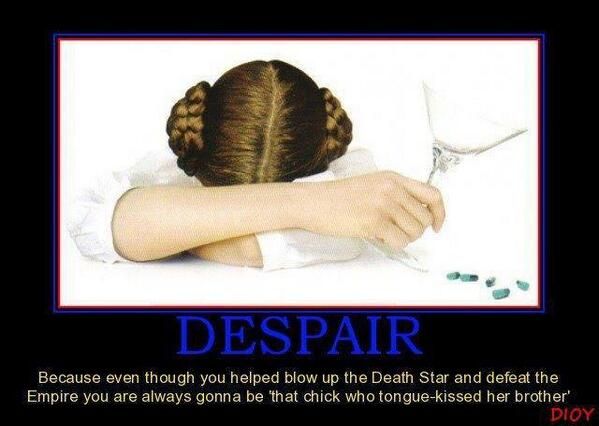 DESPAIR
Because even though you helped blow up the Death Star and defeat the
Empire you are always gonna be 'that chick who tongue-kissed her brother'
DIOY